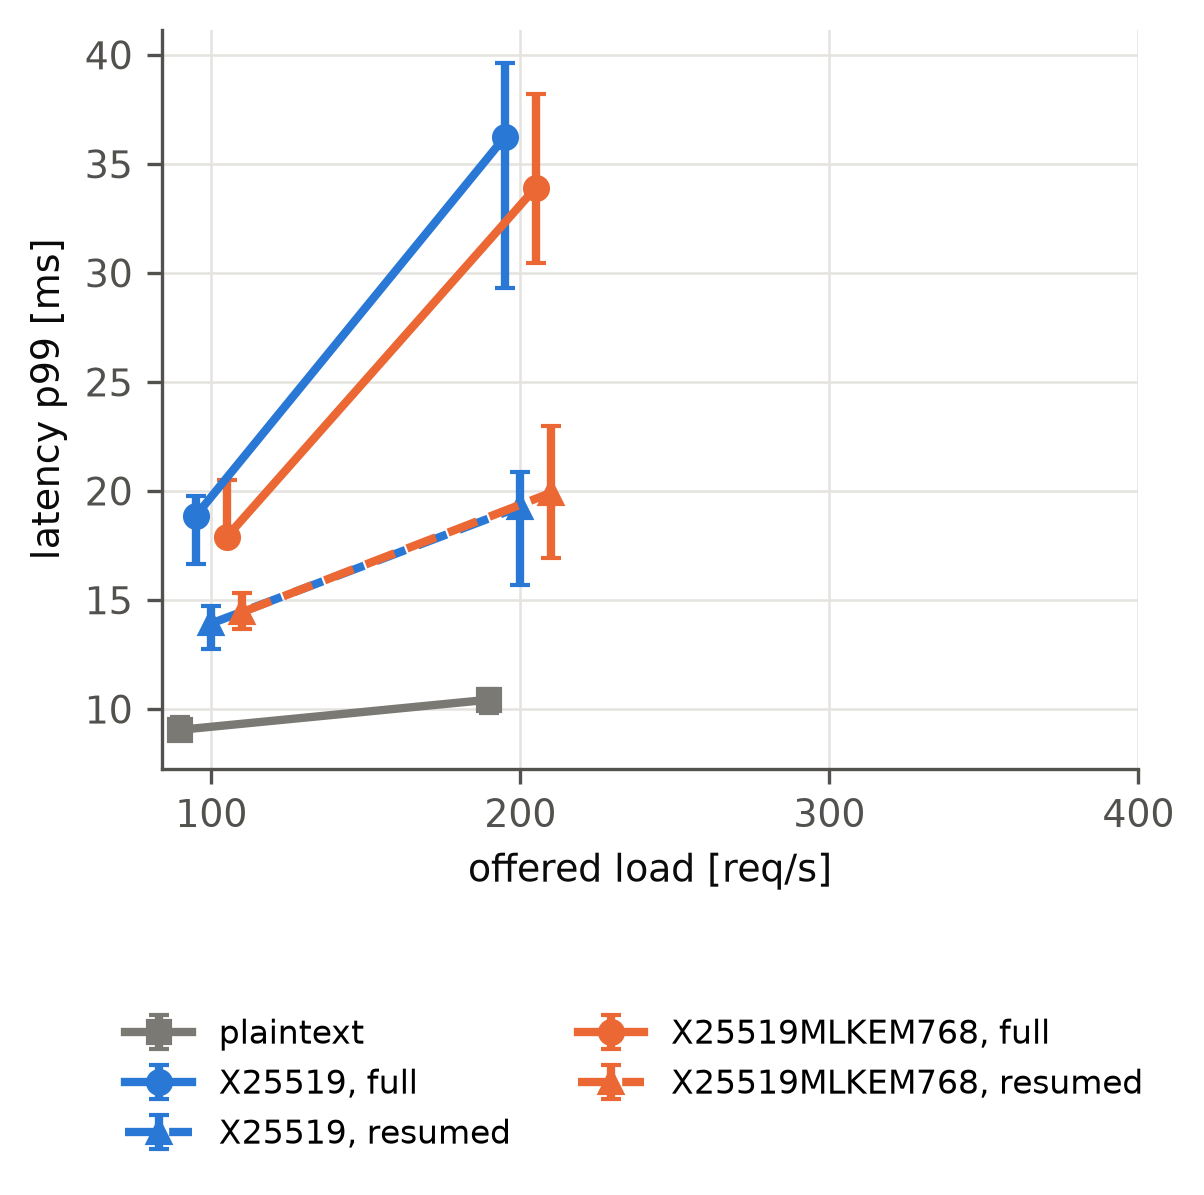 40
35
30
25
20
15
10
latency p99 [ms]
100 200 300 400
offered load [req/s]
plaintext
X25519, full
X25519, resumed
X25519MLKEM768, full
X25519MLKEM768, resumed